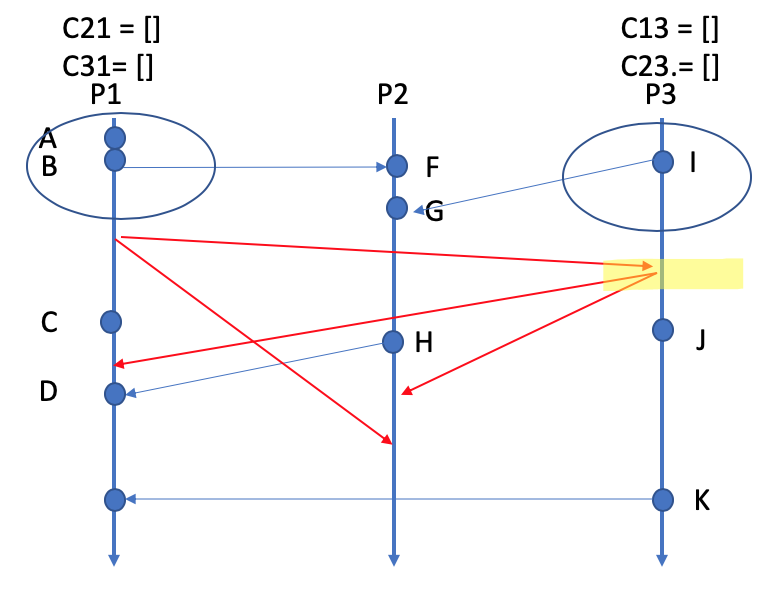 C21 = []
C13 = []
C31= []
C23.= []
P1
P2
P3
A
B
F
I
G
C
H
J
D
K